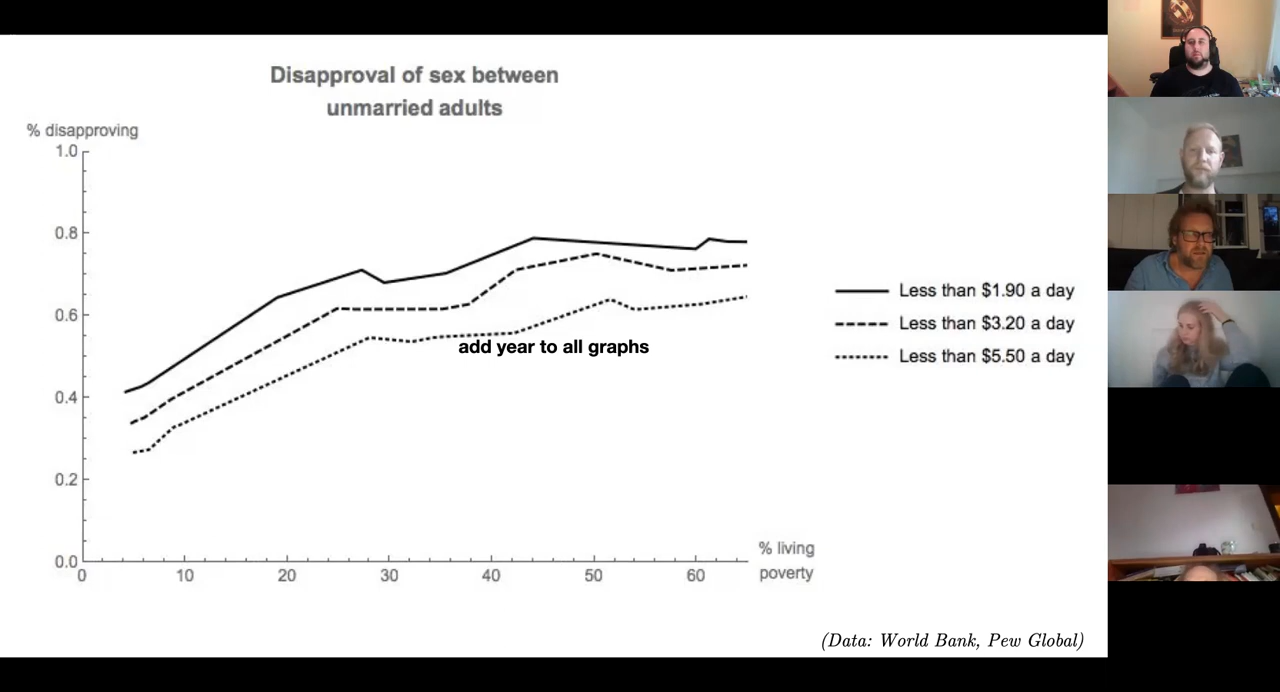 Disapproval of sex between
unmarried adults
% disapproving
1.0
0.8
0.6
0.4
0.2
0.0
0 10 20 30 40 50 60
% living
poverty
add year to all graphs
Less than $1.90 a day
Less than $3.20 a day
Less than $5.50 a day
(Data: World Bank, Pew Global)